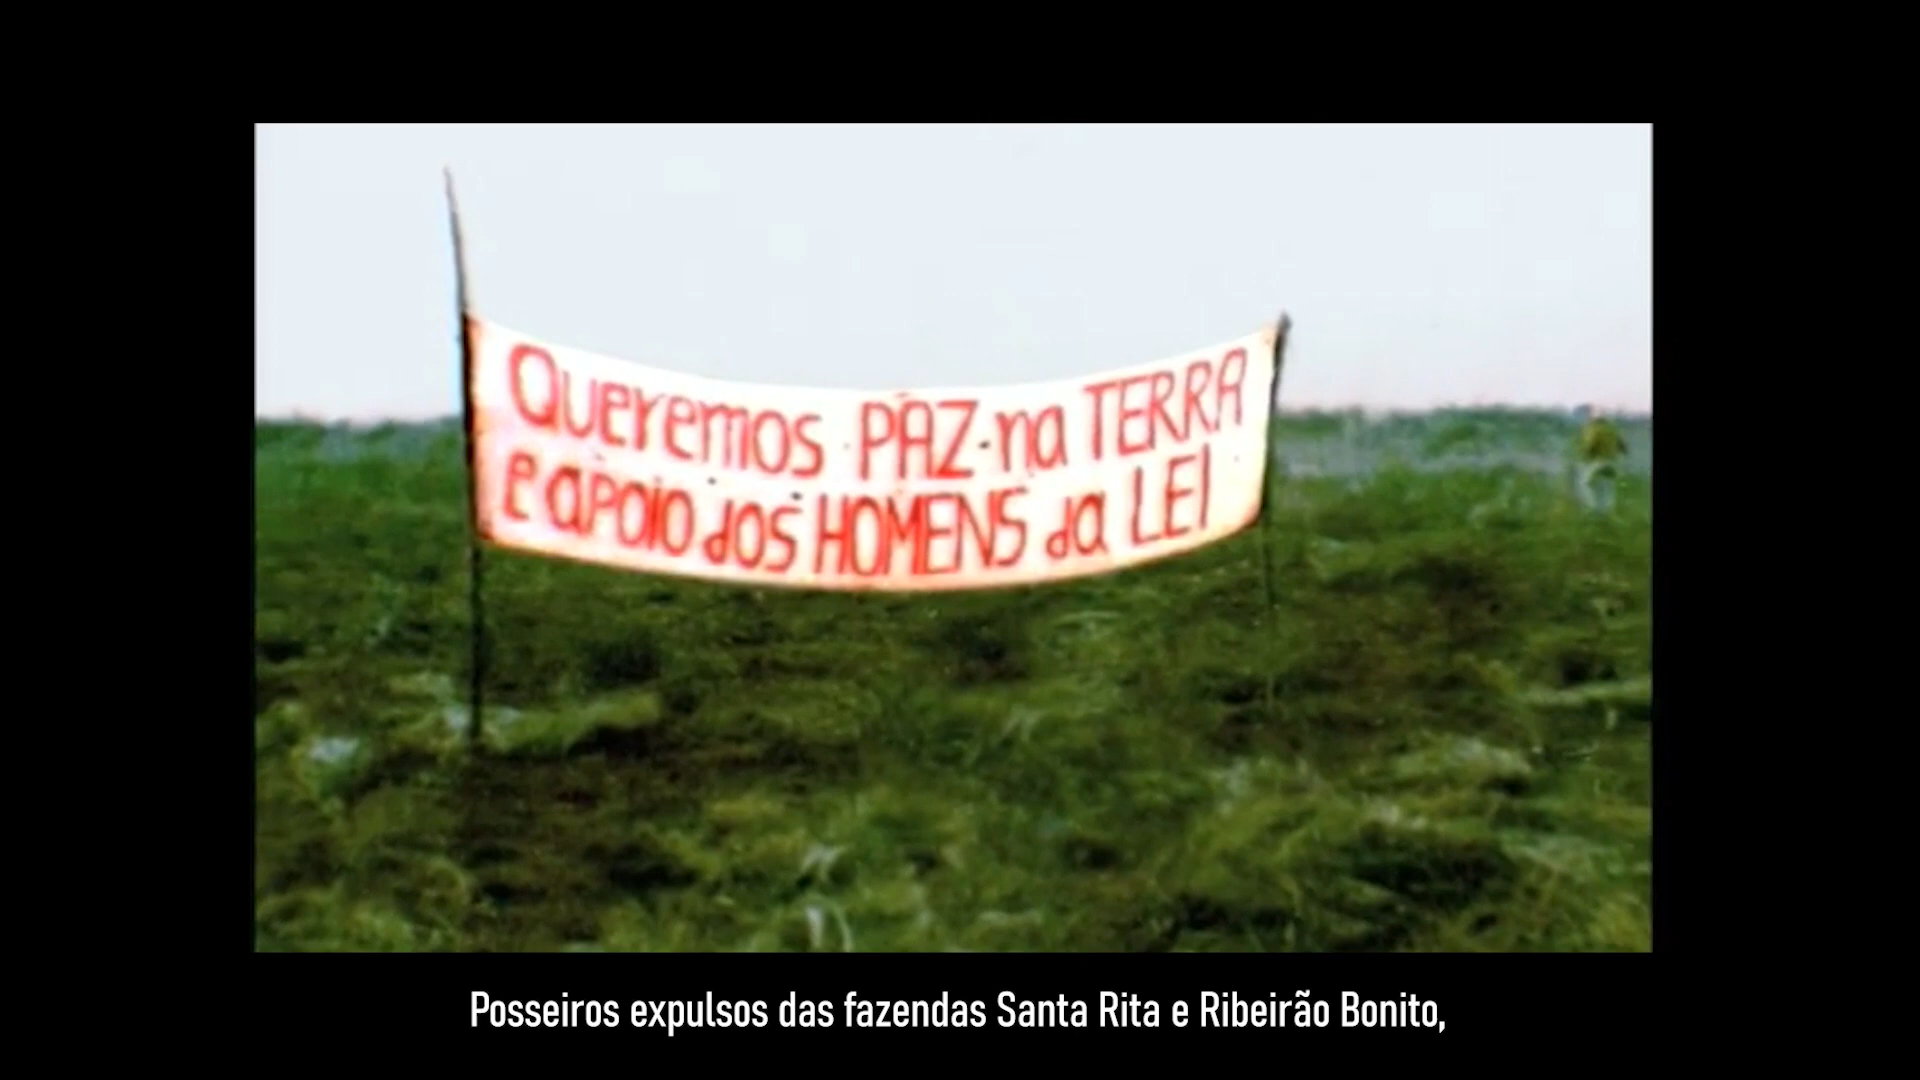 Queremos PAZ na TERRA
e apoio dos HOMENS da LEI
Posseiros expulsos das fazendas Santa Rita e Ribeirão Bonito,